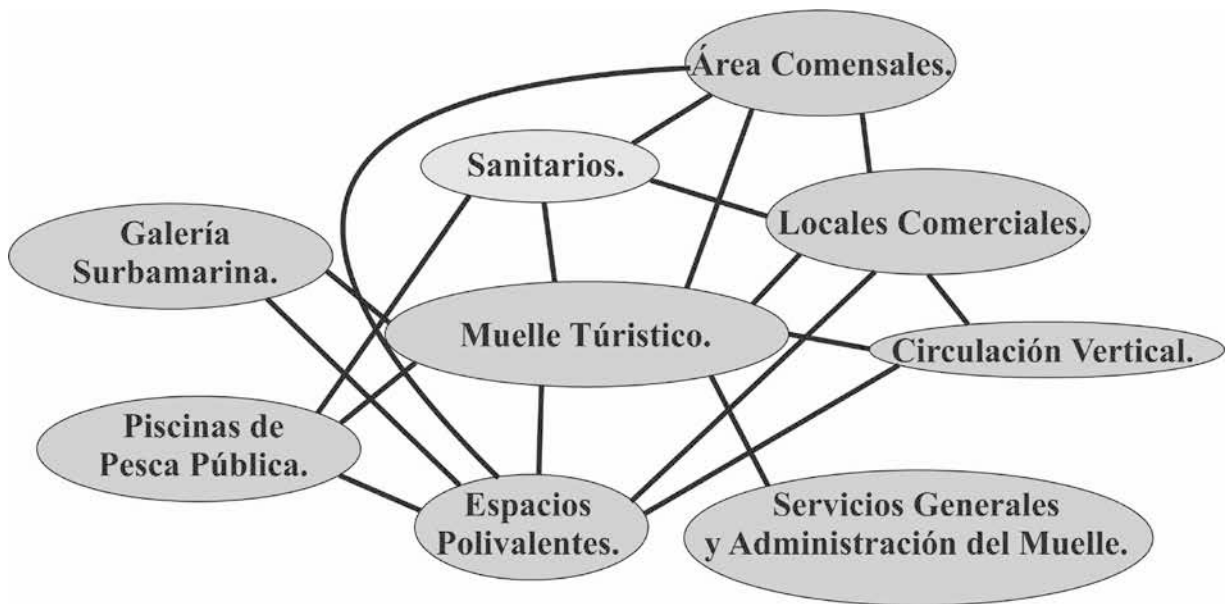 Área Comensales.
Sanitarios.
Locales Comerciales.
Galería
Surbamarina.
Muelle Túristico.
Circulación Vertical.
Piscinas de
Pesca Pública.
Espacios
Polivalentes.
Servicios Generales
y Administración del Muelle.